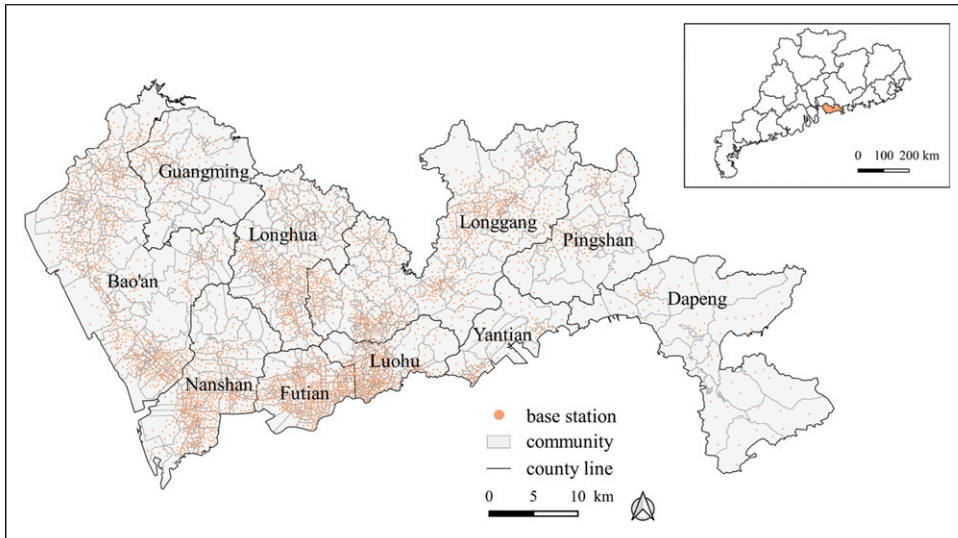 0 100 200 km
Guangming
Longhua
Longgang
Pingshan
Bao'an
Dapeng
Yantian
Luohu
Nanshan
Futian
base station
community
county line
0 5 10 km